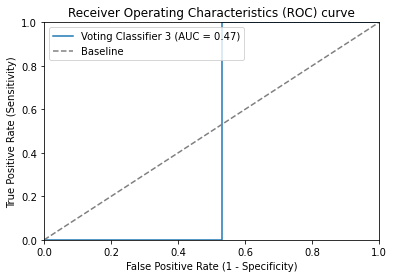 Receiver Operating Characteristics (ROC) curve
True Positive Rate (Sensitivity)
1.0
0.8
0.6
0.4
0.2
0.0
Voting Classifier 3 (AUC = 0.47)
Baseline
0.0 0.2 0.4 0.6 0.8 1.0
False Positive Rate (1 - Specificity)